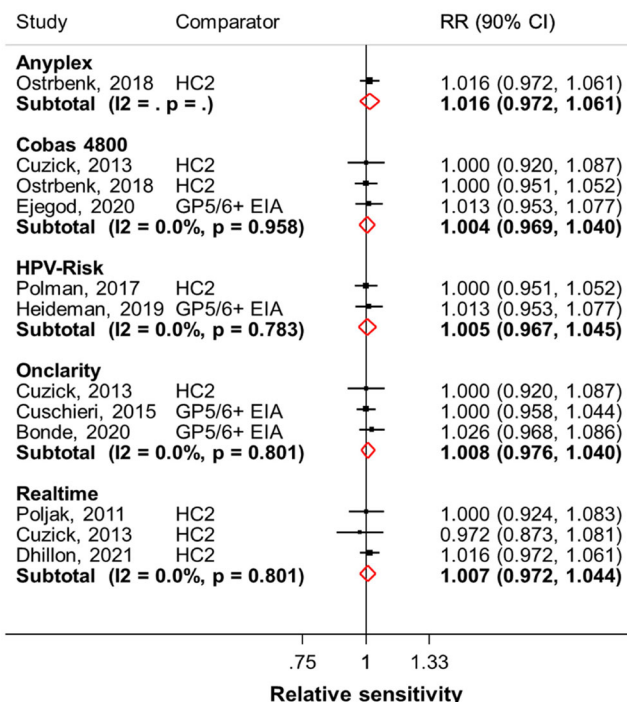 Study Comparator RR (90% CI)
Anyplex
Ostrbenk, 2018 HC2 1.016 (0.972, 1.061)
Subtotal (I2 = . p = .) 1.016 (0.972, 1.061)
Cobas 4800
Cuzick, 2013 HC2 1.000 (0.920, 1.087)
Ostrbenk, 2018 HC2 1.000 (0.951, 1.052)
Ejegod, 2020 GP5/6+ EIA 1.013 (0.953, 1.077)
Subtotal (I2 = 0.0%, p = 0.958) 1.004 (0.969, 1.040)
HPV-Risk
Polman, 2017 HC2 1.000 (0.951, 1.052)
Heideman, 2019 GP5/6+ EIA 1.013 (0.953, 1.077)
Subtotal (I2 = 0.0%, p = 0.783) 1.005 (0.967, 1.045)
Onclarity
Cuzick, 2013 HC2 1.000 (0.920, 1.087)
Cuschieri, 2015 GP5/6+ EIA 1.000 (0.958, 1.044)
Bonde, 2020 GP5/6+ EIA 1.026 (0.968, 1.086)
Subtotal (I2 = 0.0%, p = 0.801) 1.008 (0.976, 1.040)
Realtime
Poljak, 2011 HC2 1.000 (0.924, 1.083)
Cuzick, 2013 HC2 0.972 (0.873, 1.081)
Dhillon, 2021 HC2 1.016 (0.972, 1.061)
Subtotal (I2 = 0.0%, p = 0.801) 1.007 (0.972, 1.044)
.75 1 1.33
Relative sensitivity